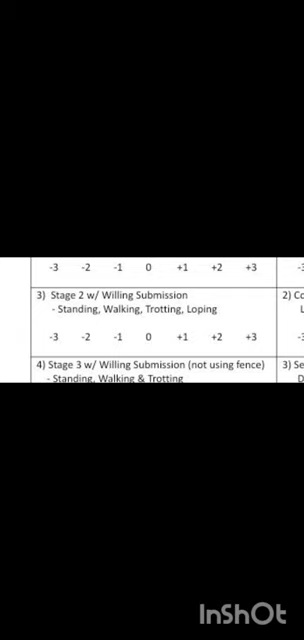 -3 -2 -1 0 +1 +2 +3
3) Stage 2 w/ Willing Submission 2) Co
- Standing, Walking, Trotting, Loping L
-3 -2 -1 0 +1 +2 +3
4) Stage 3 w/ Willing Submission (not using fence) 3) Se
- Standing, Walking & Trotting D
InShOt